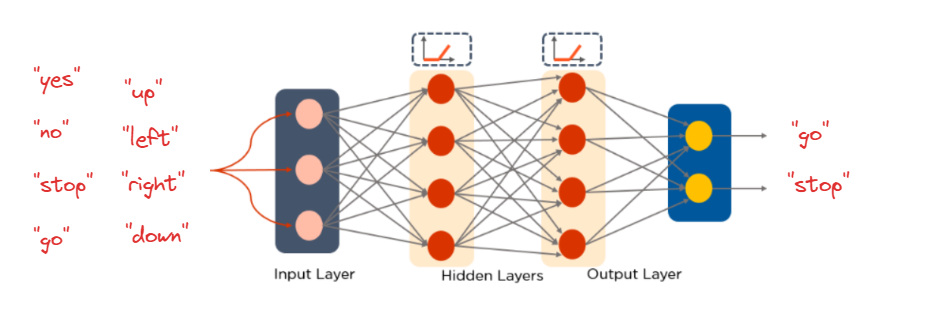 "yes"
"up"
"no"
"left"
"stop"
"right"
"go"
"down"
"go"
"stop"
Input Layer
Hidden Layers
Output Layer